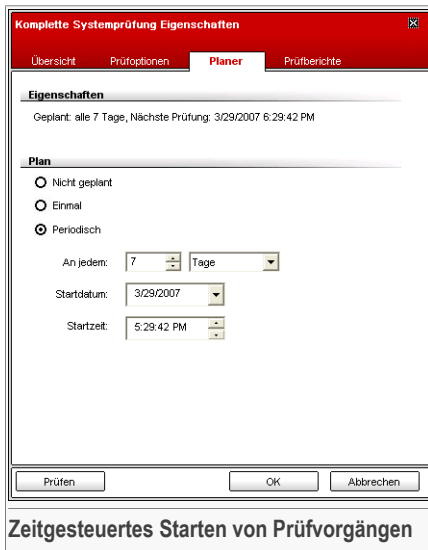 Komplette Systemprüfung Eigenschaften
Übersicht Prüfoptionen Planer Prüfberichte
Eigenschaften
Geplant: alle 7 Tage, Nächste Prüfung: 3/29/2007 6:29:42 PM
Plan
Nicht geplant
Einmal
Periodisch
An jedem: 7 Tage
Startdatum: 3/29/2007
Startzeit: 5:29:42 PM
Prüfen OK Abbrechen
Zeitgesteuertes Starten von Prüfvorgängen